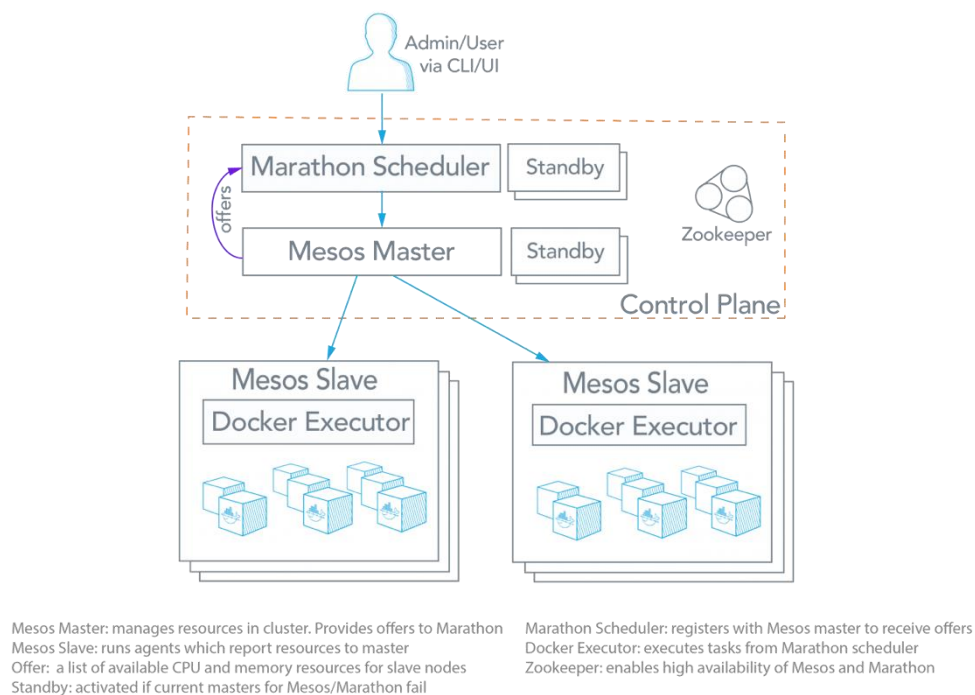 Admin/User
via CLI/UI
Marathon Scheduler
Standby
offers
Zookeeper
Mesos Master
Standby
Control Plane
Mesos Slave
Docker Executor
Mesos Slave
Docker Executor
Mesos Master: manages resources in cluster. Provides offers to Marathon
Mesos Slave: runs agents which report resources to master
Offer: a list of available CPU and memory resources for slave nodes
Standby: activated if current masters for Mesos/Marathon fail
Marathon Scheduler: registers with Mesos master to receive offers
Docker Executor: executes tasks from Marathon scheduler
Zookeeper: enables high availability of Mesos and Marathon